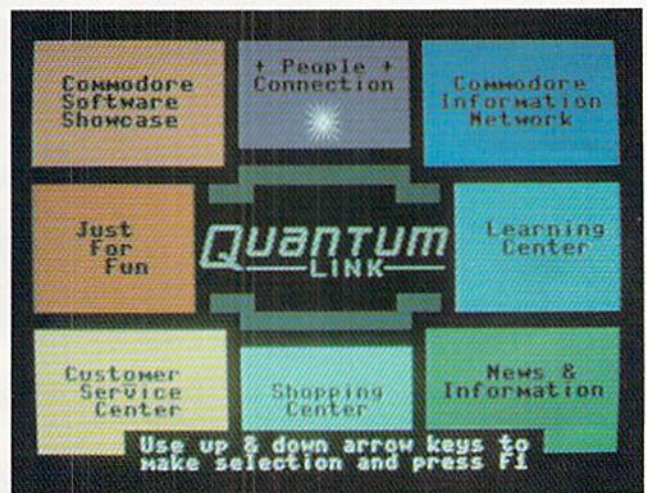 Commodore
Software
Showcase
+ People +
Connection
Commodore
Information
Network
Just
For
Fun
QUANTUM
LINK
Learning
Center
Customer
Service
Center
Shopping
Center
News &
Information
Use up & down arrow keys to
make selection and press F1